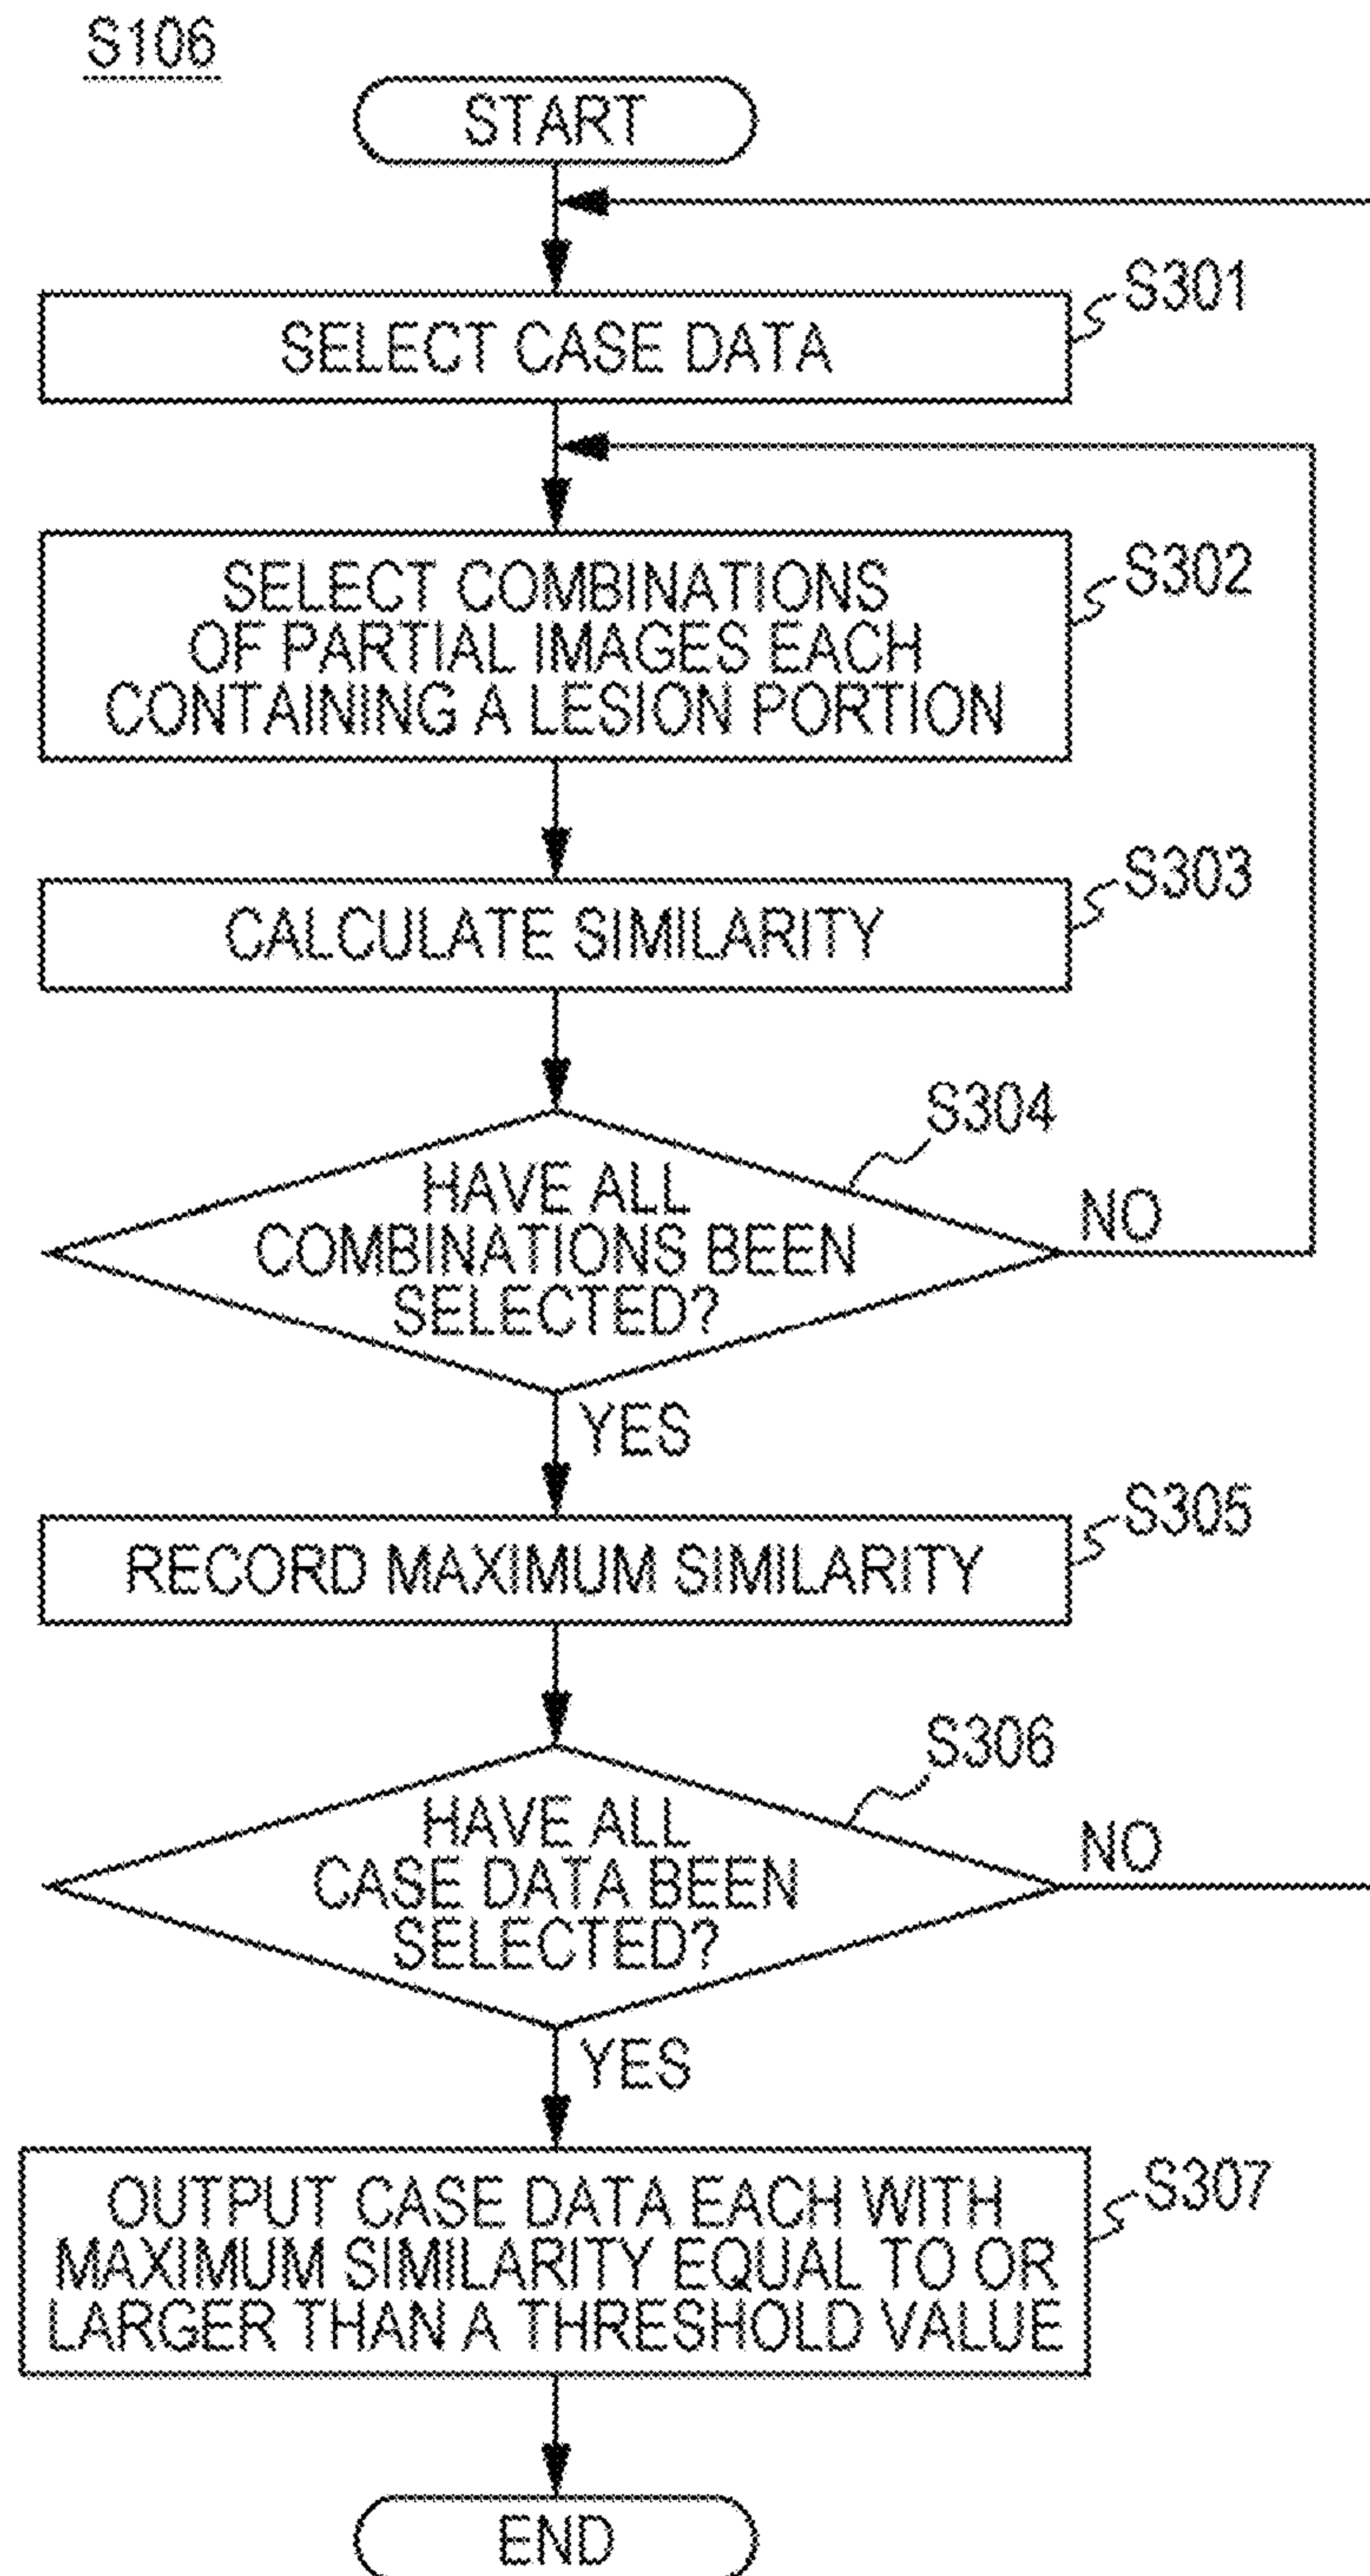 S106
START
S301
SELECT CASE DATA
S302
SELECT COMBINATIONS
OF PARTIAL IMAGES EACH
CONTAINING A LESION PORTION
S303
CALCULATE SIMILARITY
S304
HAVE ALL
COMBINATIONS BEEN
SELECTED?
NO
YES
S305
RECORD MAXIMUM SIMILARITY
S306
HAVE ALL
CASE DATA BEEN
SELECTED?
NO
YES
S307
OUTPUT CASE DATA EACH WITH
MAXIMUM SIMILARITY EQUAL TO OR
LARGER THAN A THRESHOLD VALUE
END